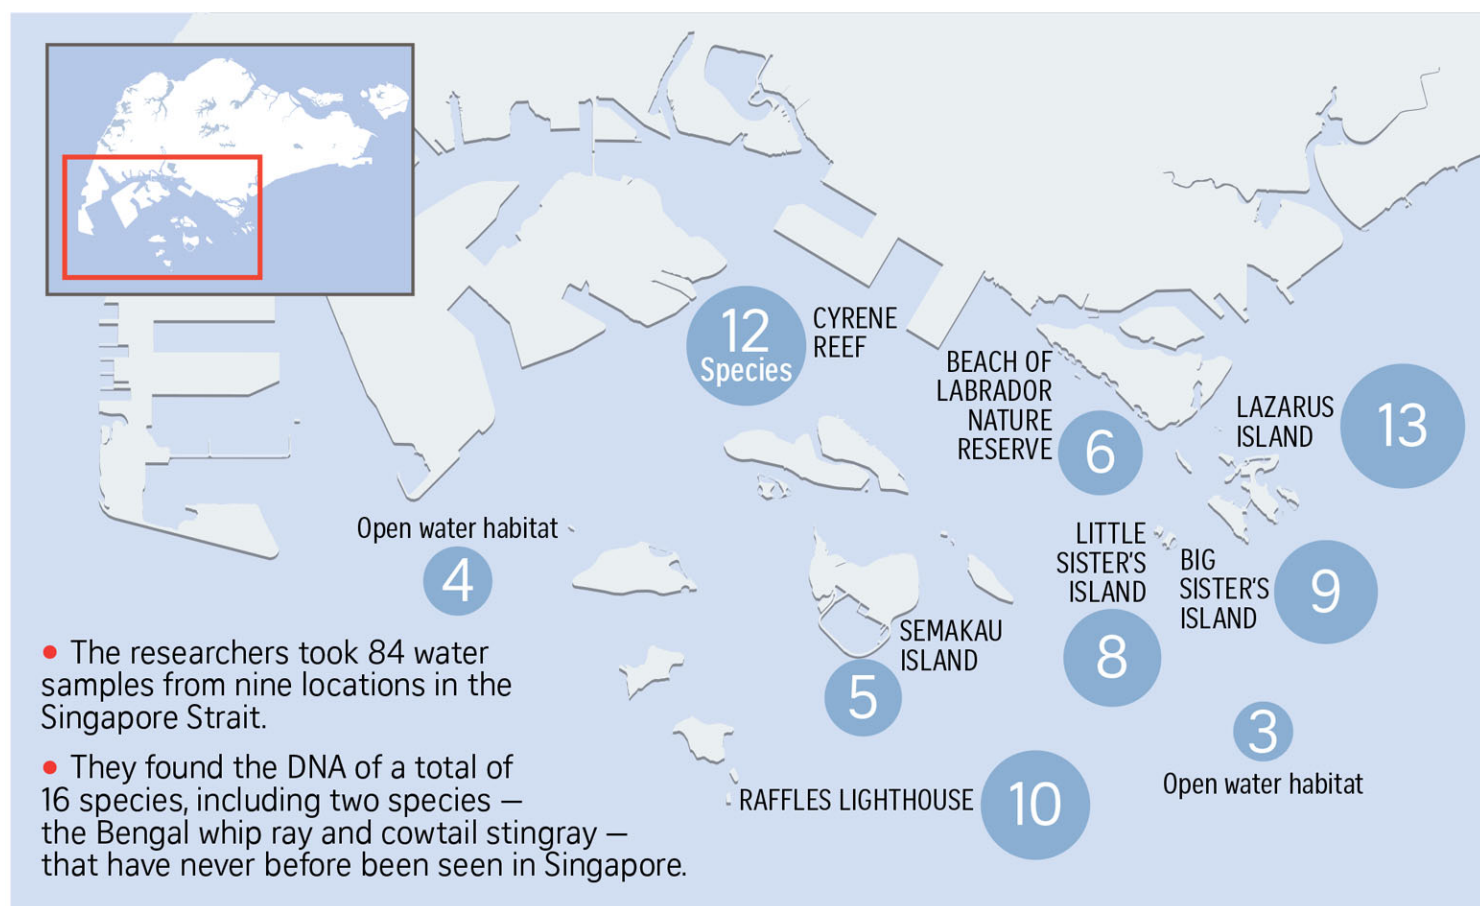 12
Species
CYRENE
REEF
BEACH OF
LABRADOR
NATURE
RESERVE
6
LAZARUS
ISLAND
13
Open water habitat
4
LITTLE
SISTER'S
ISLAND
8
BIG
SISTER'S
ISLAND
9
SEMAKAU
ISLAND
5
3
Open water habitat
RAFFLES LIGHTHOUSE
10
• The researchers took 84 water
samples from nine locations in the
Singapore Strait.
• They found the DNA of a total of
16 species, including two species —
the Bengal whip ray and cowtail stingray —
that have never before been seen in Singapore.